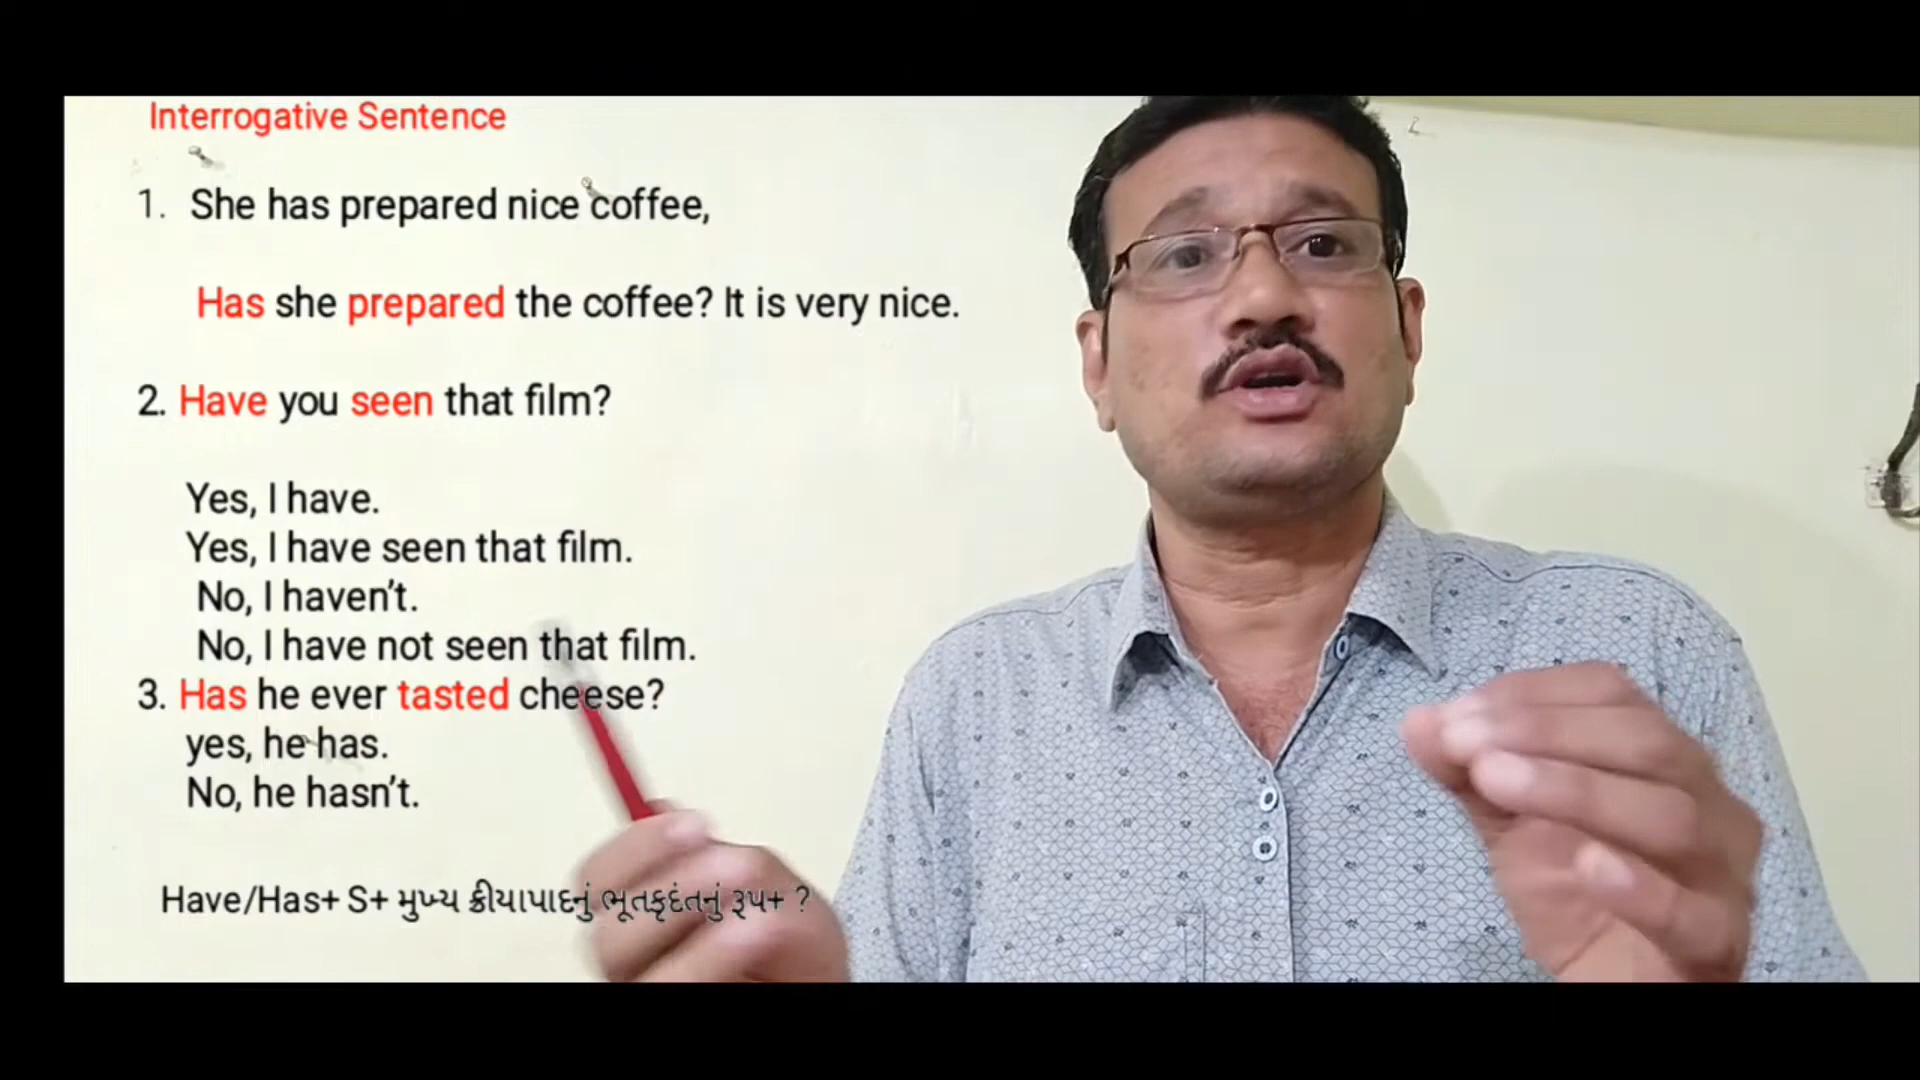 Interrogative Sentence
1. She has prepared nice coffee,
Has she prepared the coffee? It is very nice.
2. Have you seen that film?
Yes, I have.
Yes, I have seen that film.
No, I haven't.
No, I have not seen that film.
3. Has he ever tasted cheese?
yes, he has.
No, he hasn't.
Have/Has+ S+ મુખ્ય ક્રીયાપાદનું ભૂતકૃદંતનું રૂપ+ ?